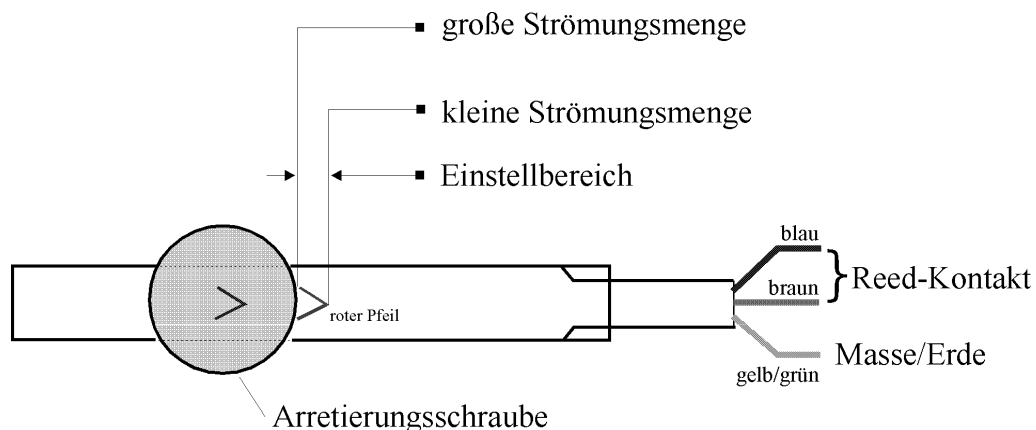 große Strömungsmenge
kleine Strömungsmenge
Einstellbereich
blau
braun
Reed-Kontakt
roter Pfeil
Masse/Erde
gelb/grün
Arretierungsschraube